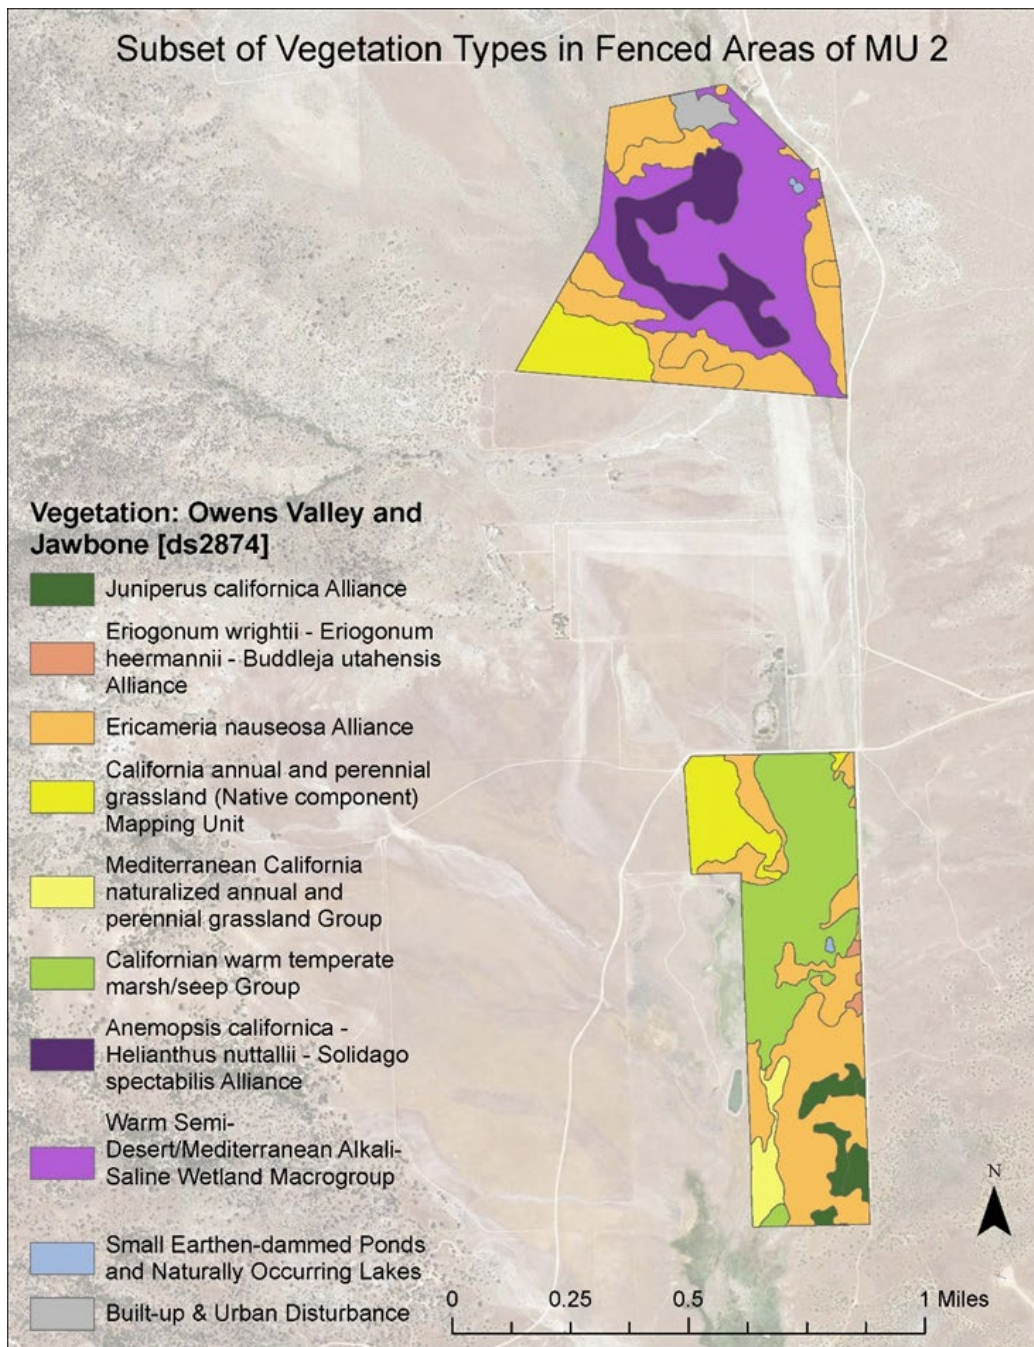 Subset of Vegetation Types in Fenced Areas of MU 2
Vegetation: Owens Valley and
Jawbone [ds2874]
Juniperus californica Alliance
Eriogonum wrightii - Eriogonum
heermannii - Buddleja utahensis
Alliance
Ericameria nauseosa Alliance
California annual and perennial
grassland (Native component)
Mapping Unit
Mediterranean California
naturalized annual and
perennial grassland Group
Californian warm temperate
marsh/seep Group
Anemopsis californica -
Helianthus nuttallii - Solidago
spectabilis Alliance
Warm Semi-
Desert/Mediterranean Alkali-
Saline Wetland Macrogroup
Small Earthen-dammed Ponds
and Naturally Occurring Lakes
Built-up & Urban Disturbance
N
0 0.25 0.5 1 Miles